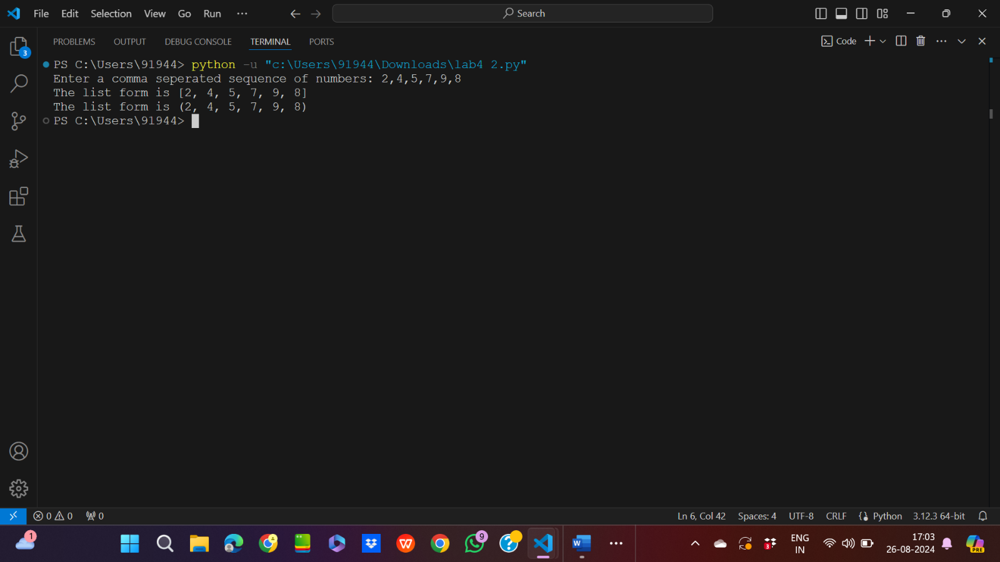 File Edit Selection View Go Run ···
Search
PROBLEMS OUTPUT DEBUG CONSOLE TERMINAL PORTS
Code
3
PS C:\Users\91944> python -u "c:\Users\91944\Downloads\lab4 2.py"
Enter a comma seperated sequence of numbers: 2,4,5,7,9,8
The list form is [2, 4, 5, 7, 9, 8]
The list form is (2, 4, 5, 7, 9, 8)
PS C:\Users\91944>
0 0 0
Ln 6, Col 42 Spaces: 4 UTF-8 CRLF Python 3.12.3 64-bit
1
W
9
?
W
3
ENG
IN
17:03
26-08-2024
PRE